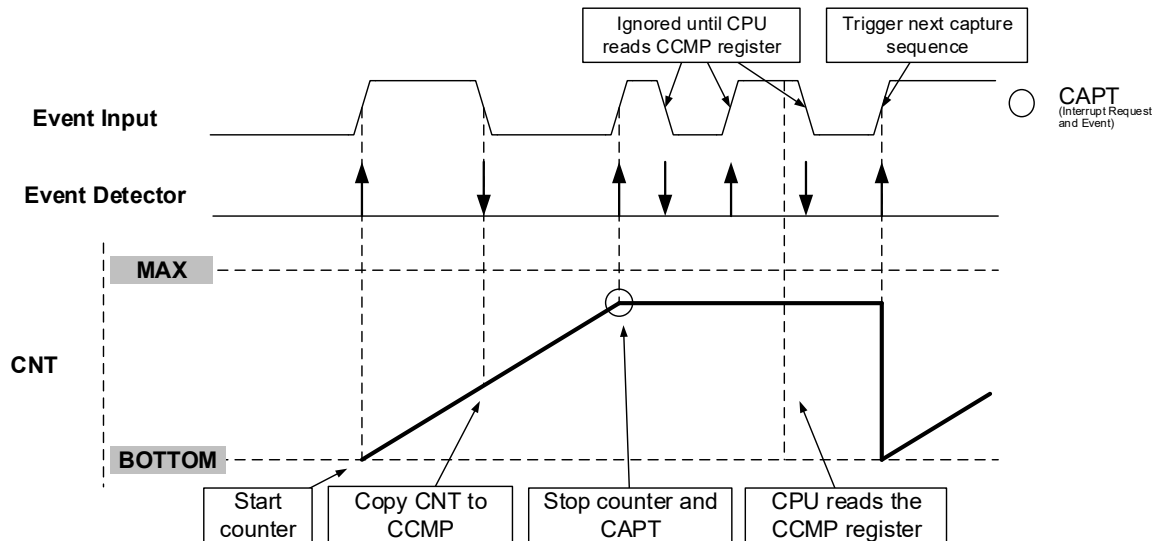 Ignored until CPU
reads CCMP register
Trigger next capture
sequence
CAPT
(Interrupt Request
and Event)
Event Input
Event Detector
MAX
CNT
BOTTOM
Start
counter
Copy CNT to
CCMP
Stop counter and
CAPT
CPU reads the
CCMP register